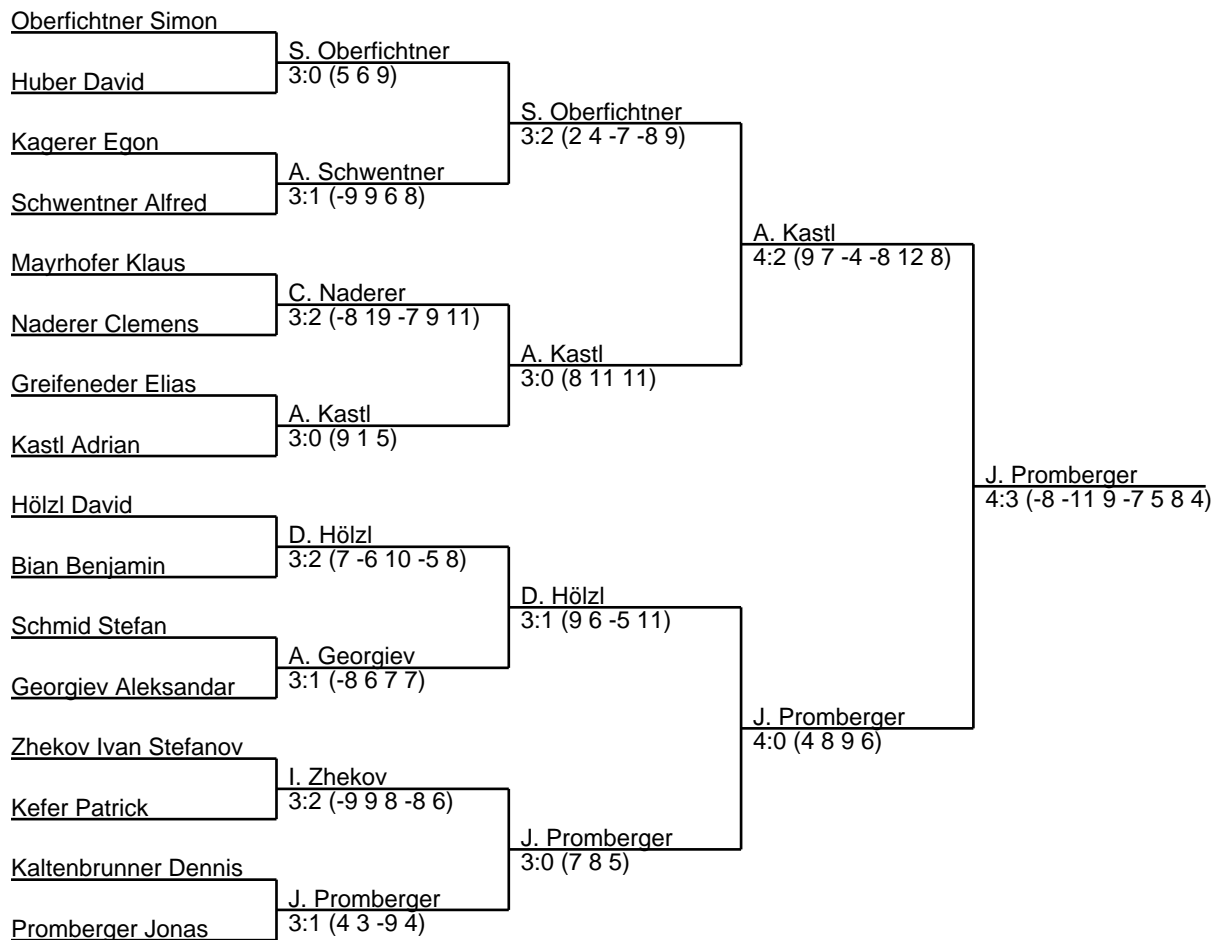 Oberfichtner Simon
S. Oberfichtner
3:0 (5 6 9)
Huber David
S. Oberfichtner
3:2 (2 4 -7 -8 9)
Kagerer Egon
A. Schwentner
3:1 (-9 9 6 8)
Schwentner Alfred
A. Kastl
4:2 (9 7 -4 -8 12 8)
Mayrhofer Klaus
C. Naderer
3:2 (-8 19 -7 9 11)
Naderer Clemens
A. Kastl
3:0 (8 11 11)
Greifeneder Elias
A. Kastl
3:0 (9 1 5)
Kastl Adrian
J. Promberger
4:3 (-8 -11 9 -7 5 8 4)
Hölzl David
D. Hölzl
3:2 (7 -6 10 -5 8)
Bian Benjamin
D. Hölzl
3:1 (9 6 -5 11)
Schmid Stefan
A. Georgiev
3:1 (-8 6 7 7)
Georgiev Aleksandar
J. Promberger
4:0 (4 8 9 6)
Zhekov Ivan Stefanov
I. Zhekov
3:2 (-9 9 8 -8 6)
Kefer Patrick
J. Promberger
3:0 (7 8 5)
Kaltenbrunner Dennis
J. Promberger
3:1 (4 3 -9 4)
Promberger Jonas